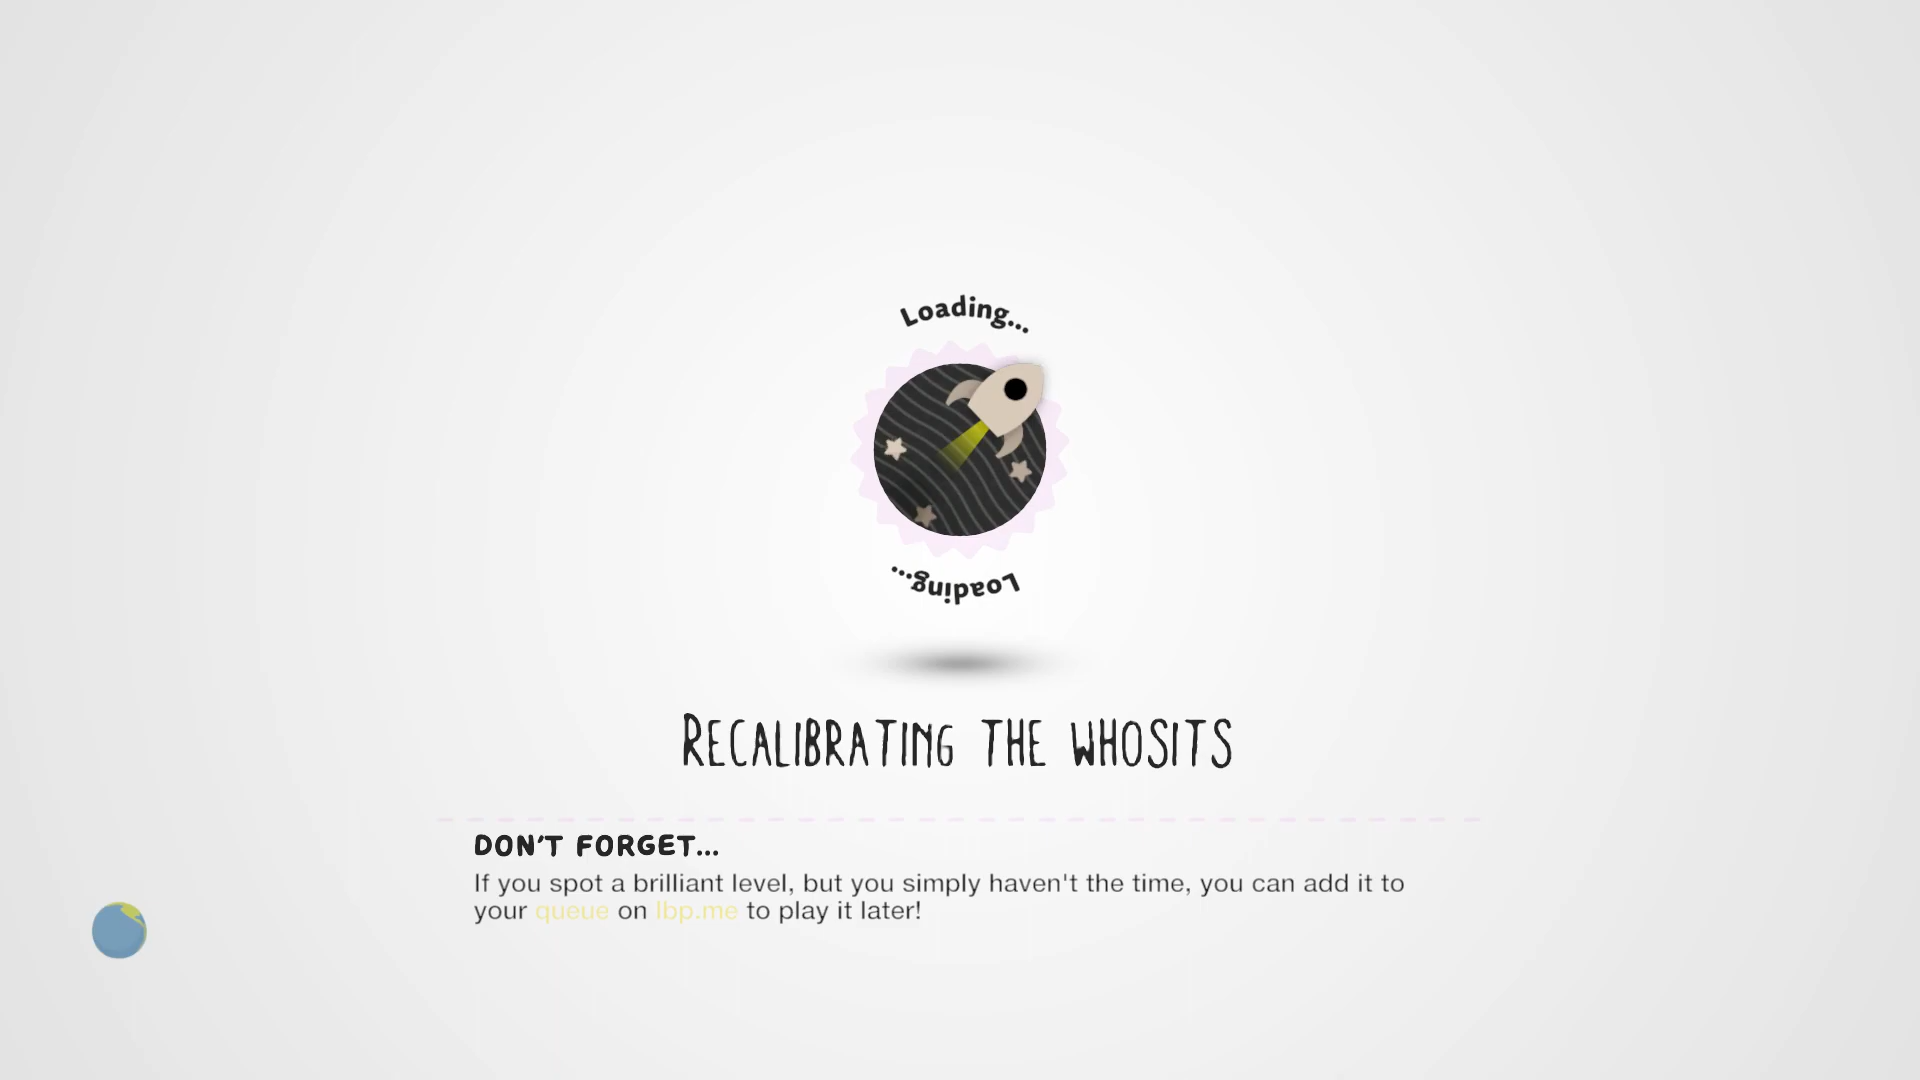 Loading...
Loading...
RECALIBRATING THE WHOSITS
DON'T FORGET...
If you spot a brilliant level, but you simply haven't the time, you can add it to
your queue on lbp.me to play it later!